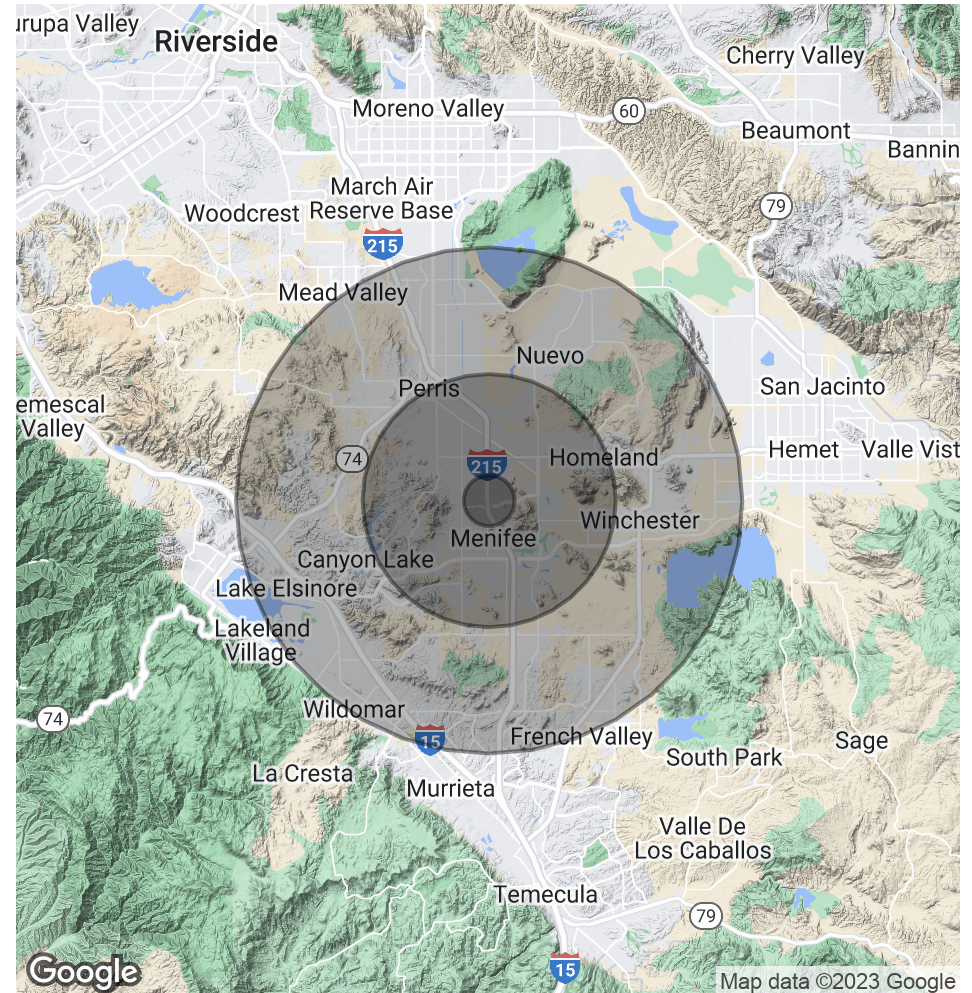 urupa Valley
Riverside
Cherry Valley
Moreno Valley
60
Beaumont
Bannin
March Air
Reserve Base
Woodcrest
79
215
Mead Valley
Nuevo
Perris
San Jacinto
emescal
Valley
74
215
Homeland
Hemet
Valle Vist
Winchester
Menifee
Canyon Lake
Lake Elsinore
Lakeland
Village
Wildomar
74
15
French Valley
Sage
South Park
La Cresta
Murrieta
Valle De
Los Caballos
Temecula
79
15
Google
Map data ©2023 Google